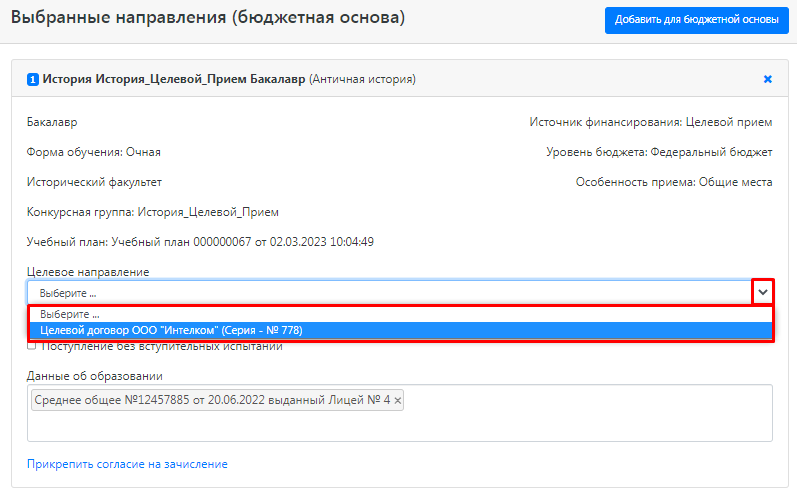 Выбранные направления (бюджетная основа)
Добавить для бюджетной основы
1 История История_Целевой_Прием Бакалавр (Античная история)
Бакалавр
Источник финансирования: Целевой прием
Форма обучения: Очная
Уровень бюджета: Федеральный бюджет
Исторический факультет
Особенность приема: Общие места
Конкурсная группа: История_Целевой_Прием
Учебный план: Учебный план 000000067 от 02.03.2023 10:04:49
Целевое направление
Выберите ...
Выберите ...
Целевой договор ООО "Интелком" (Серия - № 778)
Поступление без вступительных испытаний
Данные об образовании
Среднее общее №12457885 от 20.06.2022 выданный Лицей № 4 ×
Прикрепить согласие на зачисление